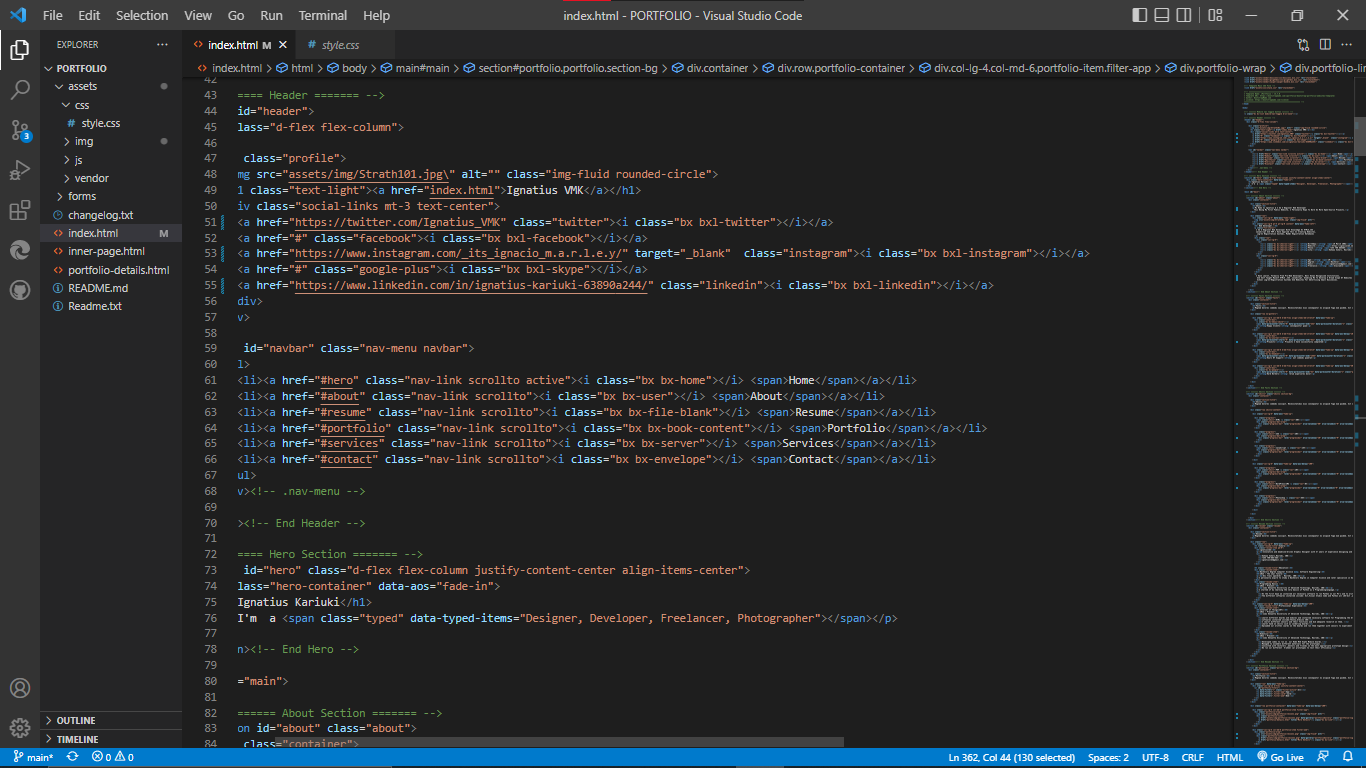 File Edit Selection View Go Run Terminal Help
index.html - PORTFOLIO - Visual Studio Code
EXPLORER
PORTFOLIO
assets
css
# style.css
img
js
vendor
forms
changelog.txt
index.html M
inner-page.html
portfolio-details.html
README.md
Readme.txt
OUTLINE
TIMELINE
3
<> index.html M
# style.css
<> index.html > html > body > main#main > section#portfolio.portfolio.section-bg > div.container > div.row.portfolio-container > div.col-lg-4.col-md-6.portfolio-item.filter-app > div.portfolio-wrap > div.portfolio-lin
42
43 ==== Header ======= -->
44 id="header">
45 lass="d-flex flex-column">
46
47 class="profile">
48 mg src="assets/img/Strath101.jpg\" alt="" class="img-fluid rounded-circle">
49 1 class="text-light"><a href="index.html">Ignatius VMK</a></h1>
50 iv class="social-links mt-3 text-center">
51 <a href="https://twitter.com/Ignatius_VMK" class="twitter"><i class="bx bxl-twitter"></i></a>
52 <a href="#" class="facebook"><i class="bx bxl-facebook"></i></a>
53 <a href="https://www.instagram.com/_its_ignacio_m.a.r.l.e.y/" target="_blank"  class="instagram"><i class="bx bxl-instagram"></i></a>
54 <a href="#" class="google-plus"><i class="bx bxl-skype"></i></a>
55 <a href="https://www.linkedin.com/in/ignatius-kariuki-63890a244/" class="linkedin"><i class="bx bxl-linkedin"></i></a>
56 div>
57 v>
58
59 id="navbar" class="nav-menu navbar">
60 l>
61 <li><a href="#hero" class="nav-link scrollto active"><i class="bx bx-home"></i> <span>Home</span></a></li>
62 <li><a href="#about" class="nav-link scrollto"><i class="bx bx-user"></i> <span>About</span></a></li>
63 <li><a href="#resume" class="nav-link scrollto"><i class="bx bx-file-blank"></i> <span>Resume</span></a></li>
64 <li><a href="#portfolio" class="nav-link scrollto"><i class="bx bx-book-content"></i> <span>Portfolio</span></a></li>
65 <li><a href="#services" class="nav-link scrollto"><i class="bx bx-server"></i> <span>Services</span></a></li>
66 <li><a href="#contact" class="nav-link scrollto"><i class="bx bx-envelope"></i> <span>Contact</span></a></li>
67 ul>
68 v><!-- .nav-menu -->
69
70 ><!-- End Header -->
71
72 ==== Hero Section ======= -->
73 id="hero" class="d-flex flex-column justify-content-center align-items-center">
74 lass="hero-container" data-aos="fade-in">
75 Ignatius Kariuki</h1>
76 I'm  a <span class="typed" data-typed-items="Designer, Developer, Freelancer, Photographer"></span></p>
77
78 n><!-- End Hero -->
79
80 ="main">
81
82 ====== About Section ======= -->
83 on id="about" class="about">
84 class="container">
main*
0 0
Ln 362, Col 44 (130 selected) Spaces: 2 UTF-8 CRLF HTML Go Live